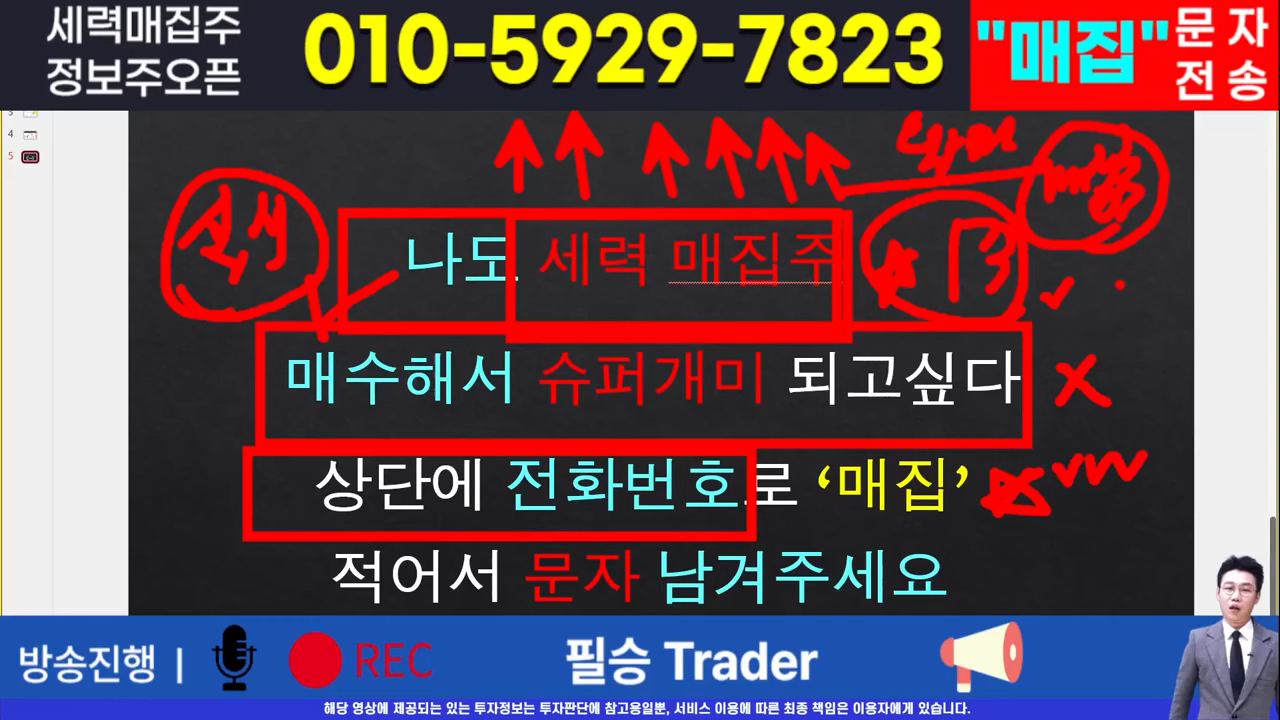 세력매집주
정보주오픈
010-5929-7823
"매집"
문자
전송
3
4
5
나도 세력 매집주
매수해서 슈퍼개미 되고싶다
상단에 전화번호로 ‘매집’
적어서 문자 남겨주세요
방송진행 |
REC
필승 Trader
해당 영상에 제공되는 있는 투자정보는 투자판단에 참고용일뿐, 서비스 이용에 따른 최종 책임은 이용자에게 있습니다.